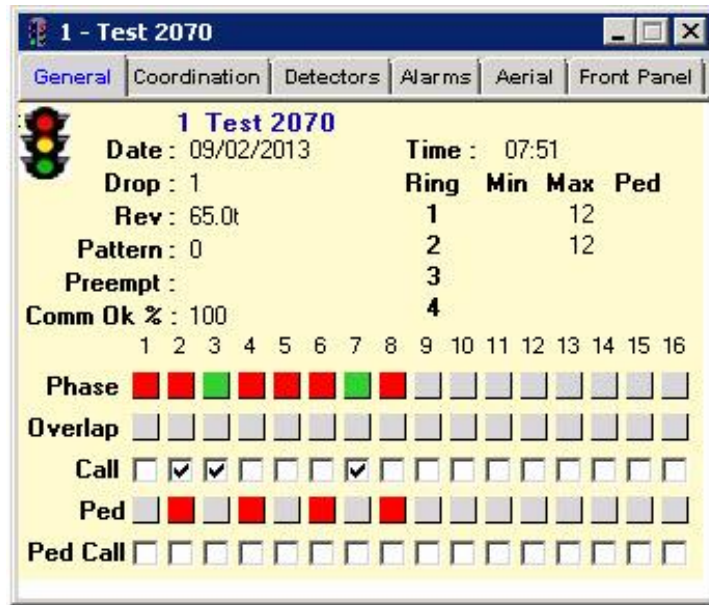 1 - Test 2070
General Coordination Detectors Alarms Aerial Front Panel
1 Test 2070
Date : 09/02/2013 Time : 07:51
Drop : 1 Ring Min Max Ped
Rev : 65.0t 1 12
Pattern : 0 2 12
Preempt : 3
Comm Ok % : 100 4
1 2 3 4 5 6 7 8 9 10 11 12 13 14 15 16
Phase
Overlap
Call
Ped
Ped Call